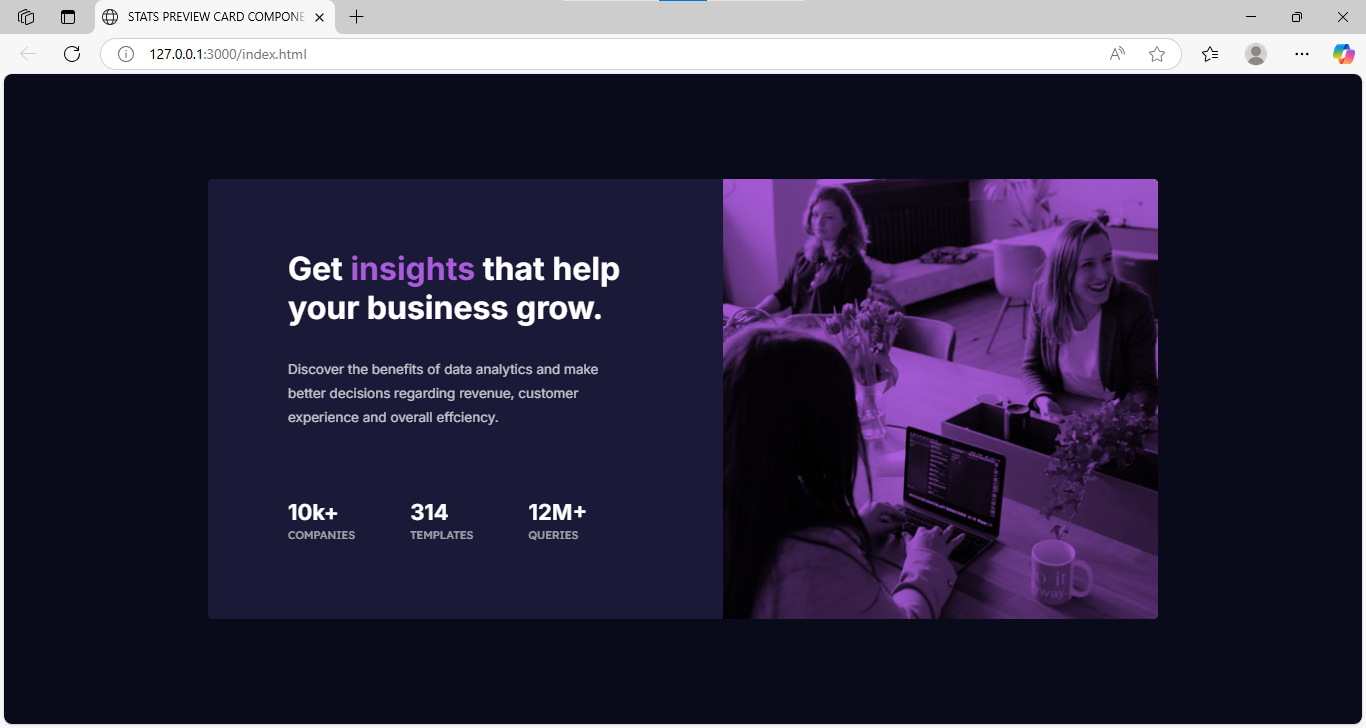 STATS PREVIEW CARD COMPONE
127.0.0.1:3000/index.html
Get insights that help
your business grow.
Discover the benefits of data analytics and make
better decisions regarding revenue, customer
experience and overall effciency.
10k+ 314 12M+
COMPANIES TEMPLATES QUERIES